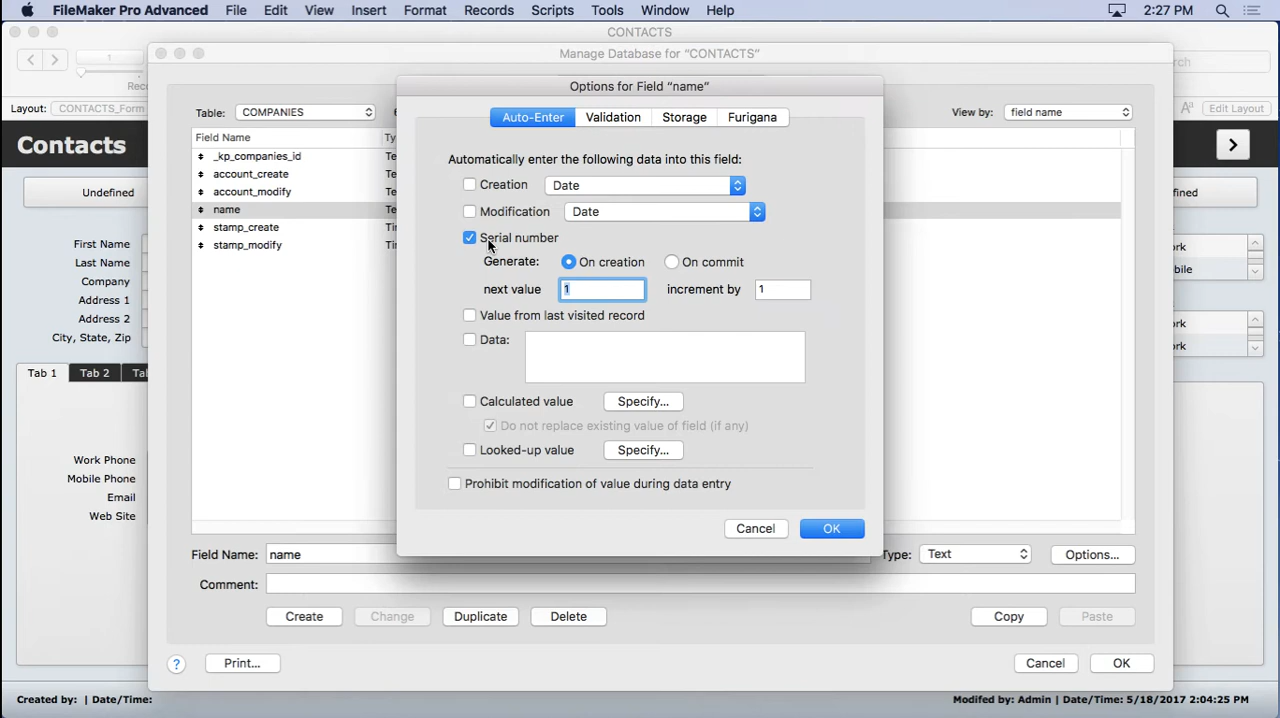 FileMaker Pro Advanced File Edit View Insert Format Records Scripts Tools Window Help 2:27 PM
CONTACTS
Manage Database for “CONTACTS”
Layout: CONTACTS_Form
Edit Layout
Contacts
Undefined
First Name
Last Name
Company
Address 1
Address 2
City, State, Zip
Tab 1 Tab 2
Work Phone
Mobile Phone
Email
Web Site
Table: COMPANIES
View by: field name
Field Name
_kp_companies_id
account_create
account_modify
name
stamp_create
stamp_modify
Options for Field “name”
Auto-Enter Validation Storage Furigana
Automatically enter the following data into this field:
Creation Date
Modification Date
Serial number
Generate: On creation On commit
next value 1 increment by 1
Value from last visited record
Data:
Calculated value Specify...
Do not replace existing value of field (if any)
Looked-up value Specify...
Prohibit modification of value during data entry
Cancel OK
Field Name: name Type: Text Options...
Comment:
Create Change Duplicate Delete Copy Paste
? Print... Cancel OK
Created by: | Date/Time: Modifed by: Admin | Date/Time: 5/18/2017 2:04:25 PM